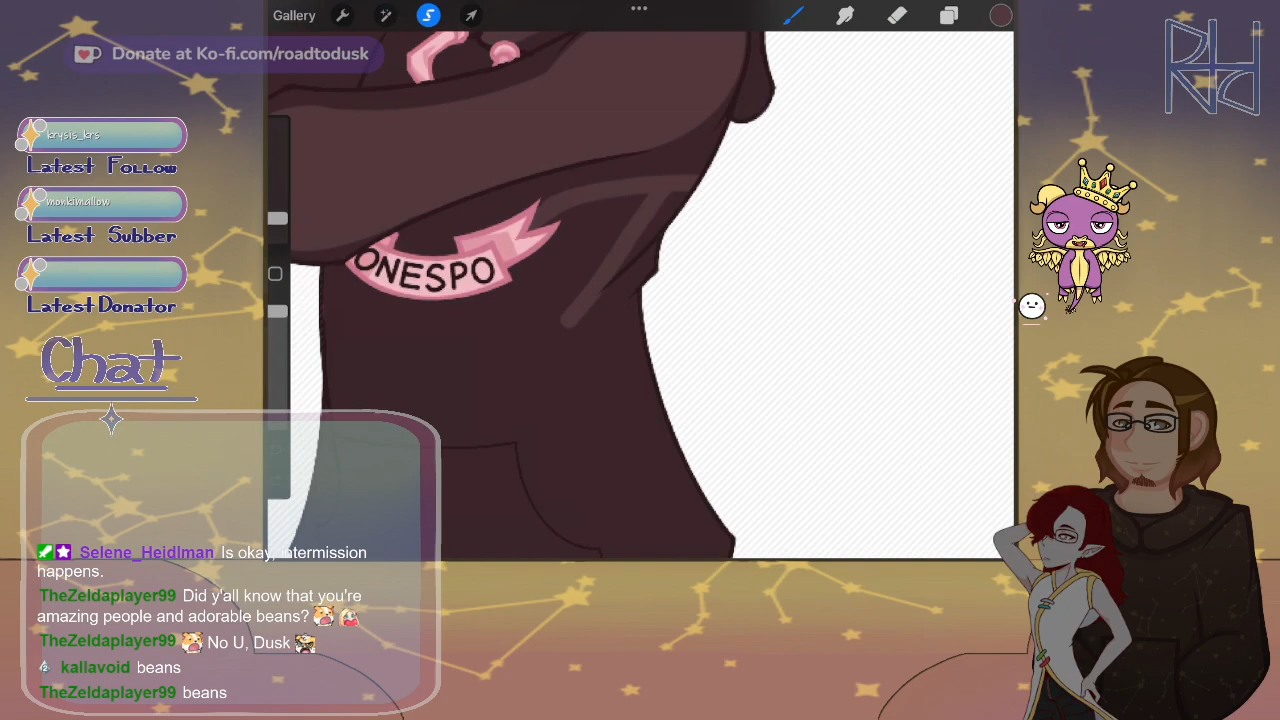 Gallery
Donate at Ko-fi.com/roadtodusk
krysis_krs
Latest Follow
monkimallow
Latest Subber
Latest Donator
Chat
ONESPO
Selene_Heidlman Is okay, intermission
happens.
TheZeldaplayer99 Did y'all know that you're
amazing people and adorable beans?
TheZeldaplayer99 No U, Dusk
kallavoid beans
TheZeldaplayer99 beans